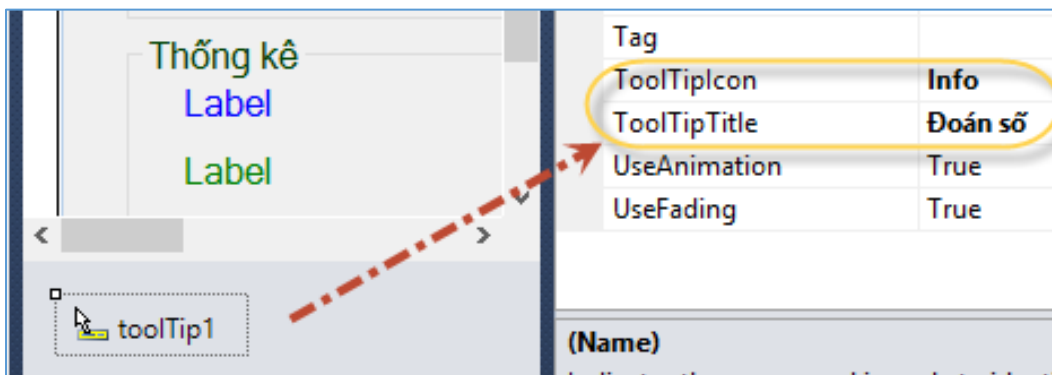 Thống kê
Label
Label
toolTip1
Tag
ToolTipIcon Info
ToolTipTitle Đoán số
UseAnimation True
UseFading True
(Name)